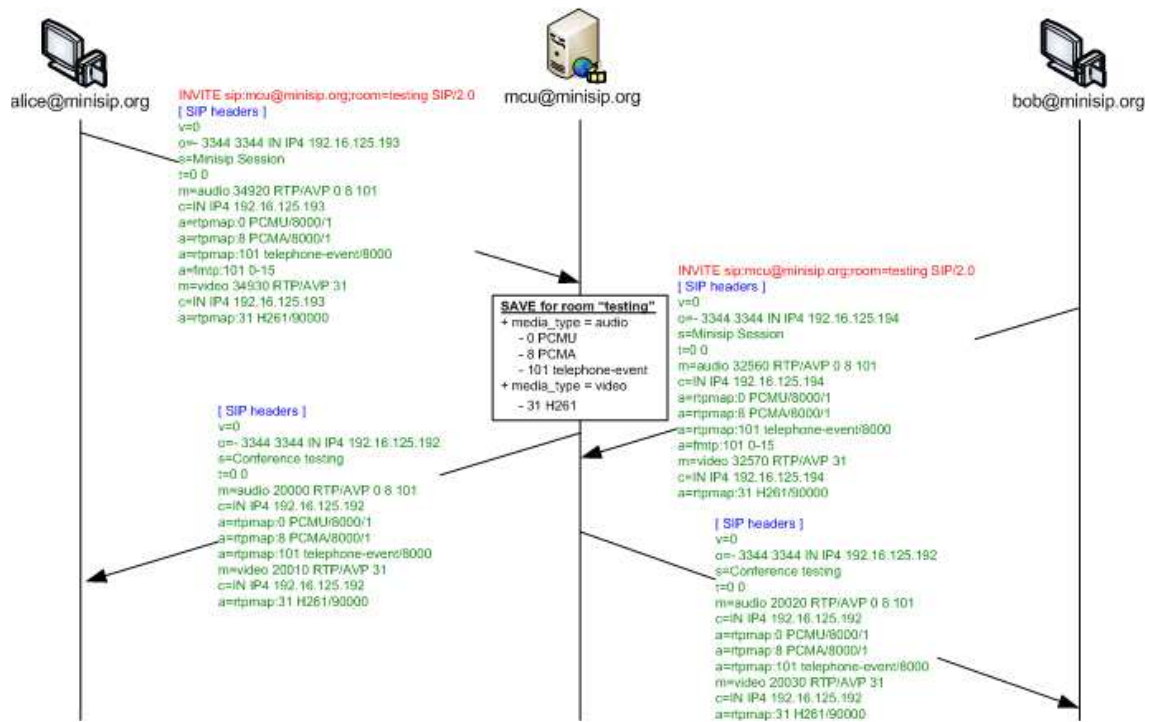 alice@minisip.org
mcu@minisip.org
bob@minisip.org
INVITE sip:mcu@minisip.org;room=testing SIP/2.0
[ SIP headers ]
v=0
o=- 3344 3344 IN IP4 192.16.125.193
s=Minisip Session
t=0 0
m=audio 34920 RTP/AVP 0 8 101
c=IN IP4 192.16.125.193
a=rtpmap:0 PCMU/8000/1
a=rtpmap:8 PCMA/8000/1
a=rtpmap:101 telephone-event/8000
a=fmtp:101 0-15
m=video 34930 RTP/AVP 31
c=IN IP4 192.16.125.193
a=rtpmap:31 H261/90000
SAVE for room "testing"
+ media_type = audio
- 0 PCMU
- 8 PCMA
- 101 telephone-event
+ media_type = video
- 31 H261
INVITE sip:mcu@minisip.org;room=testing SIP/2.0
[ SIP headers ]
v=0
o=- 3344 3344 IN IP4 192.16.125.194
s=Minisip Session
t=0 0
m=audio 32560 RTP/AVP 0 8 101
c=IN IP4 192.16.125.194
a=rtpmap:0 PCMU/8000/1
a=rtpmap:8 PCMA/8000/1
a=rtpmap:101 telephone-event/8000
a=fmtp:101 0-15
m=video 32570 RTP/AVP 31
c=IN IP4 192.16.125.194
a=rtpmap:31 H261/90000
[ SIP headers ]
v=0
o=- 3344 3344 IN IP4 192.16.125.192
s=Conference testing
t=0 0
m=audio 20000 RTP/AVP 0 8 101
c=IN IP4 192.16.125.192
a=rtpmap:0 PCMU/8000/1
a=rtpmap:8 PCMA/8000/1
a=rtpmap:101 telephone-event/8000
m=video 20010 RTP/AVP 31
c=IN IP4 192.16.125.192
a=rtpmap:31 H261/90000
[ SIP headers ]
v=0
o=- 3344 3344 IN IP4 192.16.125.192
s=Conference testing
t=0 0
m=audio 20020 RTP/AVP 0 8 101
c=IN IP4 192.16.125.192
a=rtpmap:0 PCMU/8000/1
a=rtpmap:8 PCMA/8000/1
a=rtpmap:101 telephone-event/8000
m=video 20030 RTP/AVP 31
c=IN IP4 192.16.125.192
a=rtpmap:31 H261/90000